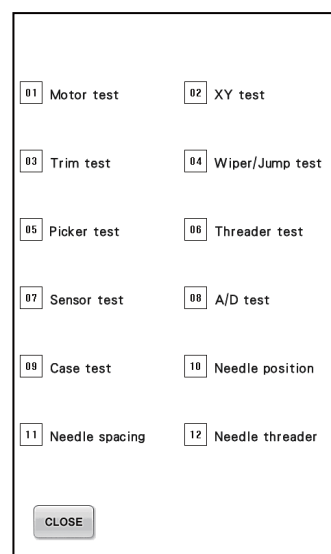 01 Motor test 02 XY test
03 Trim test 04 Wiper/Jump test
05 Picker test 06 Threader test
07 Sensor test 08 A/D test
09 Case test 10 Needle position
11 Needle spacing 12 Needle threader
CLOSE